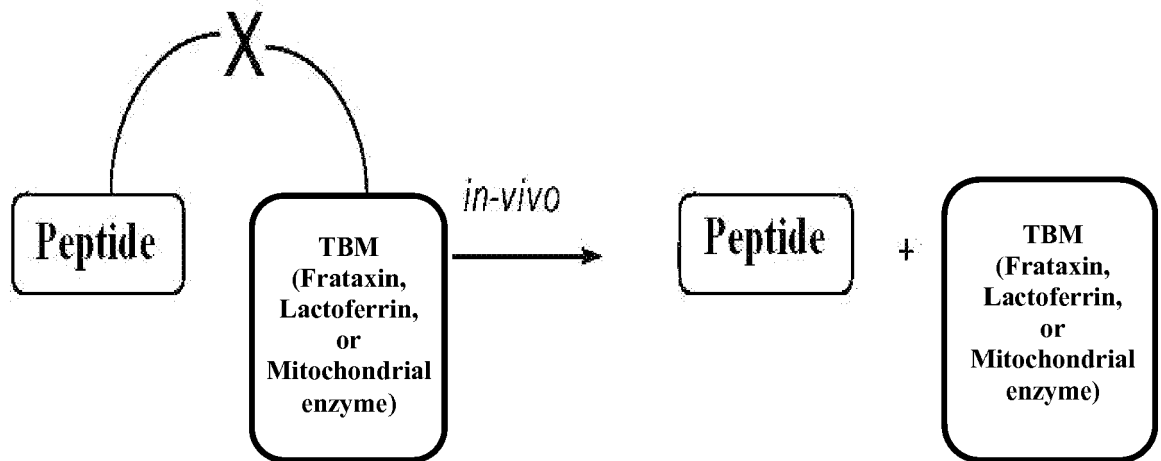 X
Peptide
TBM
(Frataxin,
Lactoferrin,
or
Mitochondrial
enzyme)
in-vivo
Peptide
+
TBM
(Frataxin,
Lactoferrin,
or
Mitochondrial
enzyme)